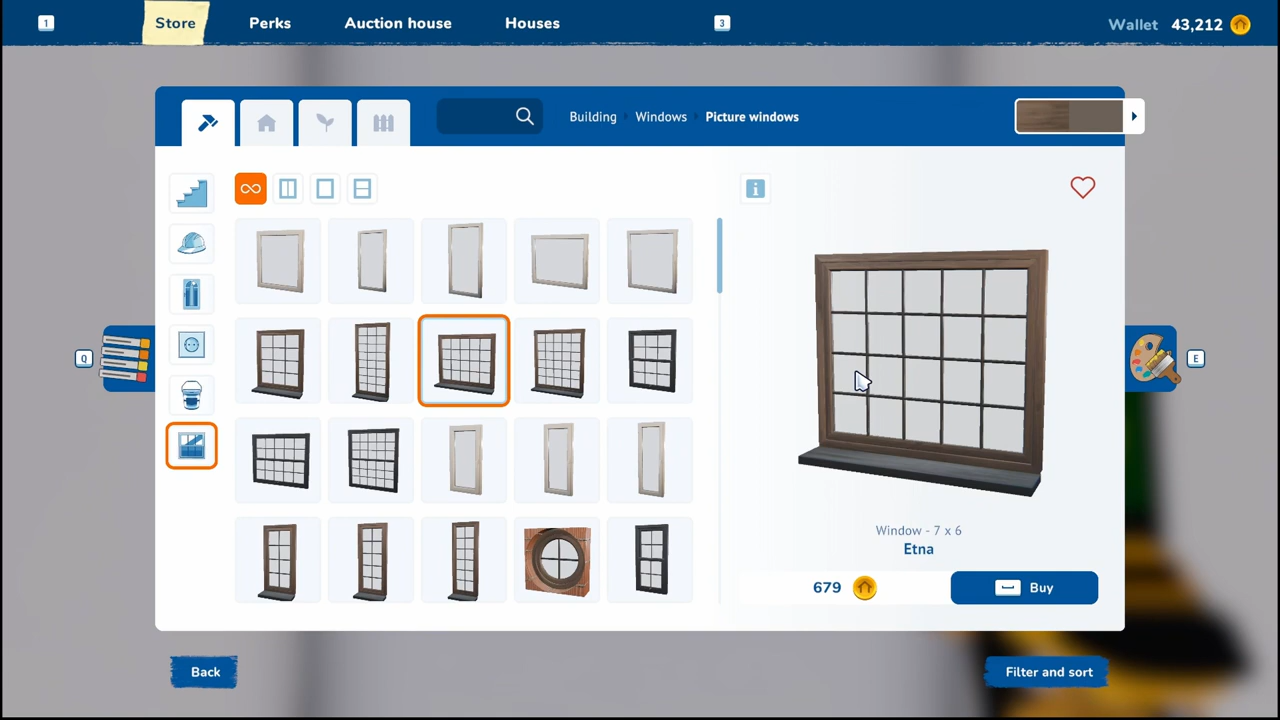 1 Store Perks Auction house Houses 3 Wallet 43,212
Building Windows Picture windows
Q
E
Window - 7 x 6
Etna
679 Buy
Back Filter and sort